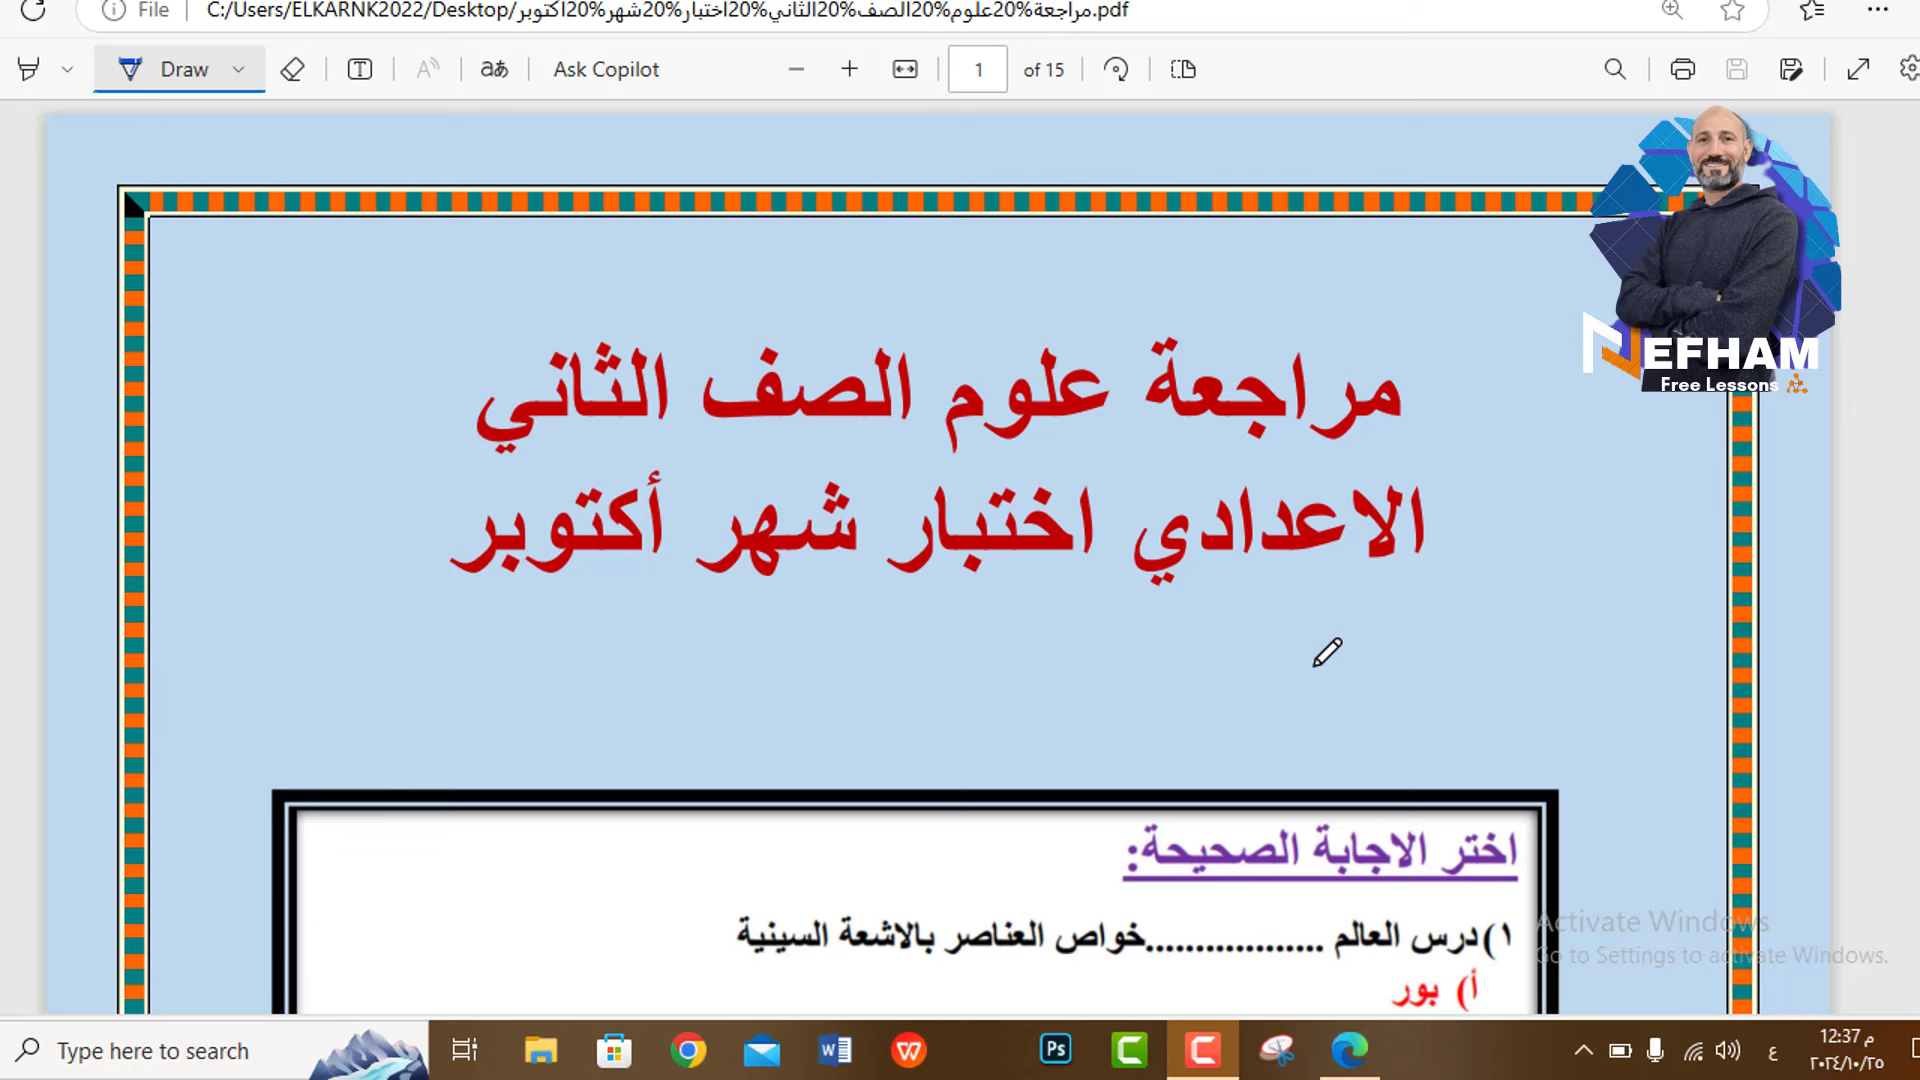 File
C:/Users/ELKARNK2022/Desktop/مراجعة%20علوم%20الصف%20الثاني%20اختبار%20شهر%20اكتوبر.pdf
Draw
aあ
Ask Copilot
1 of 15
NEFHAM
Free Lessons
مراجعة علوم الصف الثاني
الاعدادي اختبار شهر أكتوبر
اختر الاجابة الصحيحة:
١)درس العالم ..................خواص العناصر بالاشعة السينية
أ) بور
Activate Windows
Go to Settings to activate Windows.
Type here to search
Ps
ع
12:37 م
٢٠٢٤/١٠/٢٥